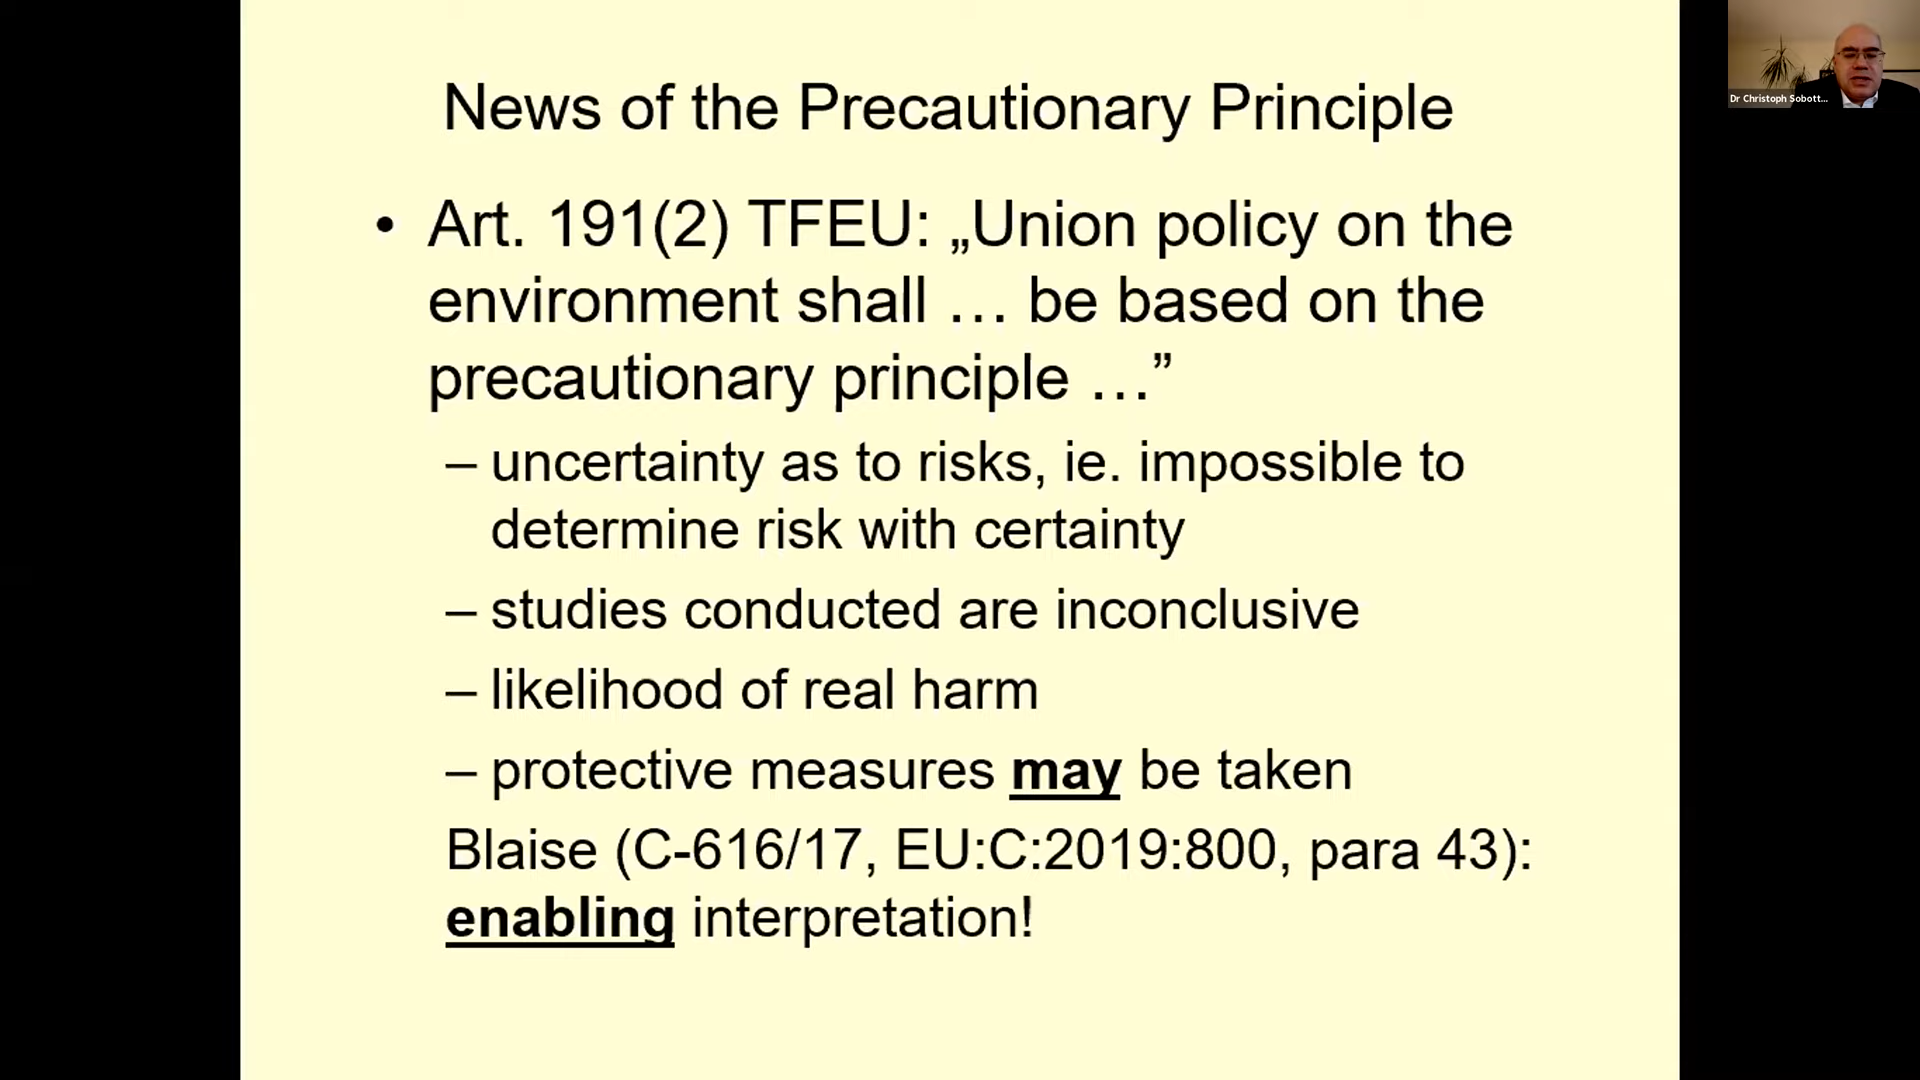 News of the Precautionary Principle
• Art. 191(2) TFEU: „Union policy on the
environment shall … be based on the
precautionary principle …”
– uncertainty as to risks, ie. impossible to
determine risk with certainty
– studies conducted are inconclusive
– likelihood of real harm
– protective measures may be taken
Blaise (C-616/17, EU:C:2019:800, para 43):
enabling interpretation!
Dr Christoph Sobott...